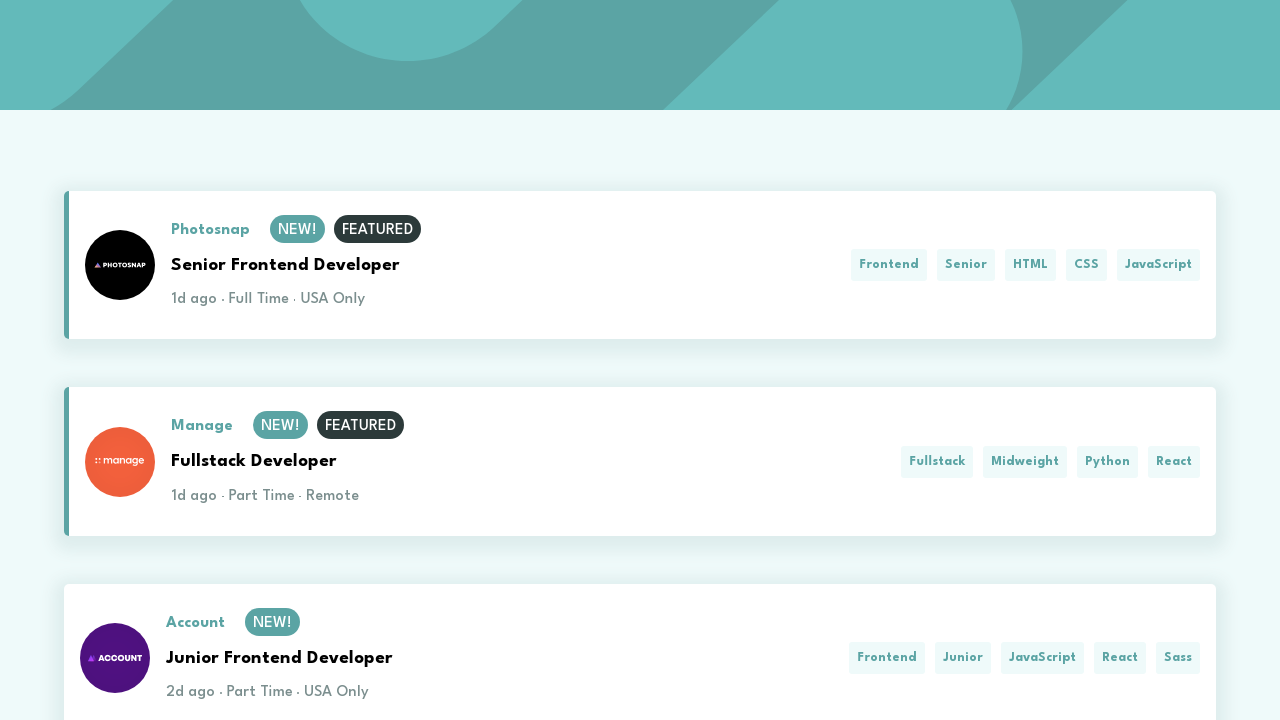 Photosnap NEW! FEATURED
PHOTOSNAP
Senior Frontend Developer
Frontend Senior HTML CSS JavaScript
1d ago · Full Time · USA Only
Manage NEW! FEATURED
manage
Fullstack Developer
Fullstack Midweight Python React
1d ago · Part Time · Remote
Account NEW!
ACCOUNT
Junior Frontend Developer
Frontend Junior JavaScript React Sass
2d ago · Part Time · USA Only